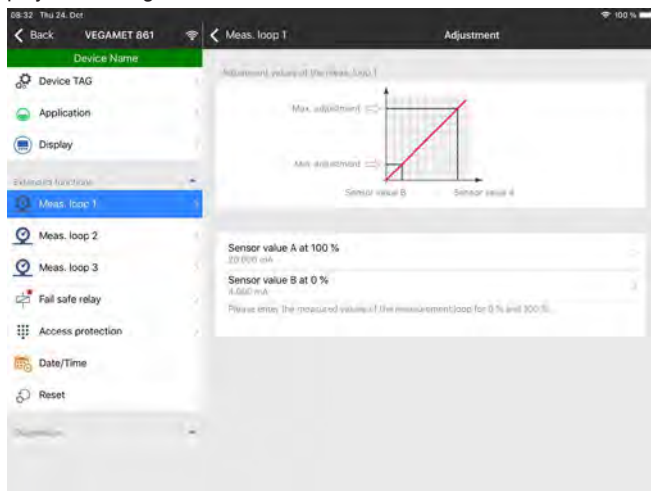 08:32 Thu 24. Oct
100 %
Back VEGAMET 861
Meas. loop 1
Adjustment
Device Name
Device TAG
Application
Display
Extended functions
Meas. loop 1
Meas. loop 2
Meas. loop 3
Fail safe relay
Access protection
Date/Time
Reset
Adjustment values of the meas. loop 1
Max. adjustment
Min. adjustment
Sensor value B Sensor value A
Sensor value A at 100 %
20.000 mA
Sensor value B at 0 %
4.000 mA
Please enter the measured values of the measurement loop for 0 % and 100 %.